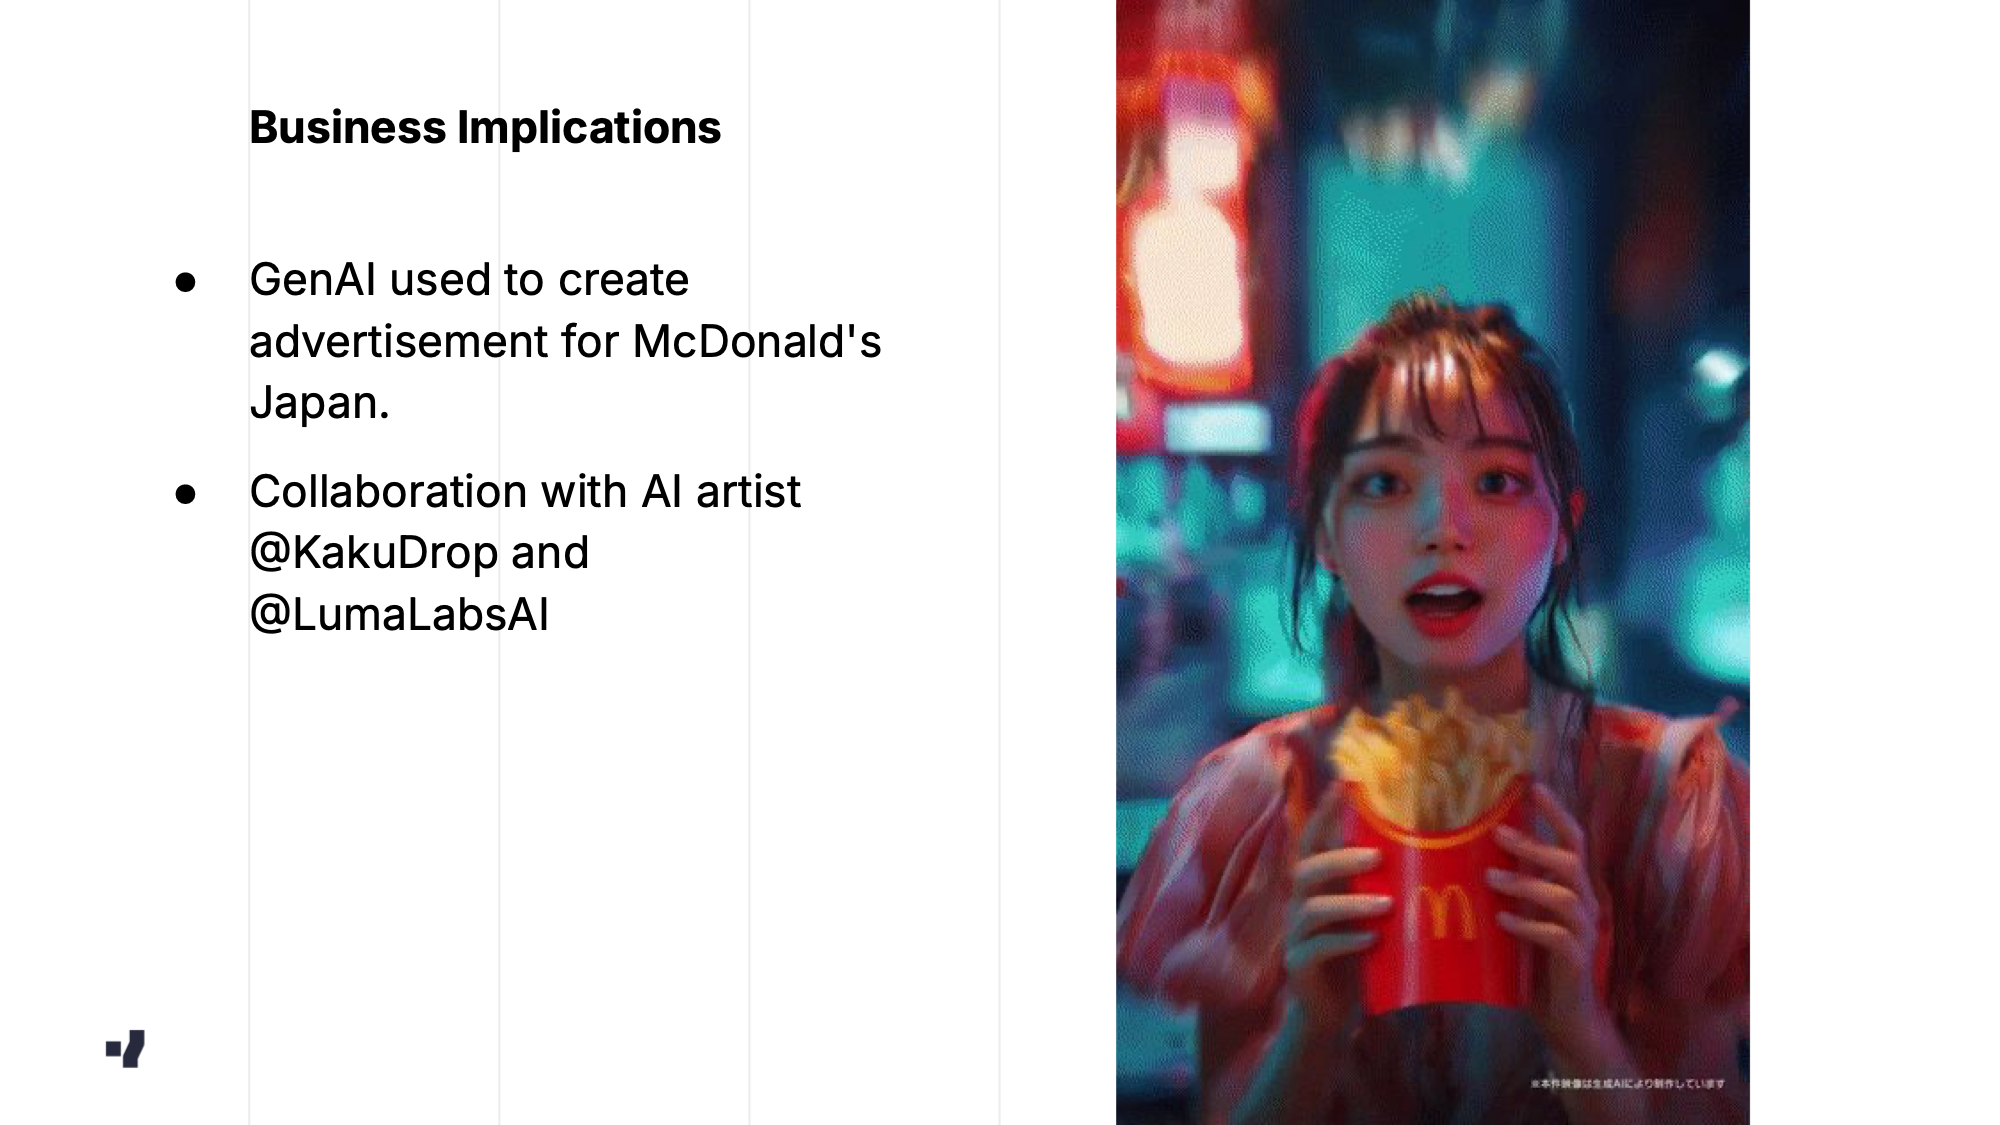 Business Implications
● GenAI used to create
advertisement for McDonald's
Japan.
● Collaboration with AI artist
@KakuDrop and
@LumaLabsAI
※本作映像は生成AIにより制作しています